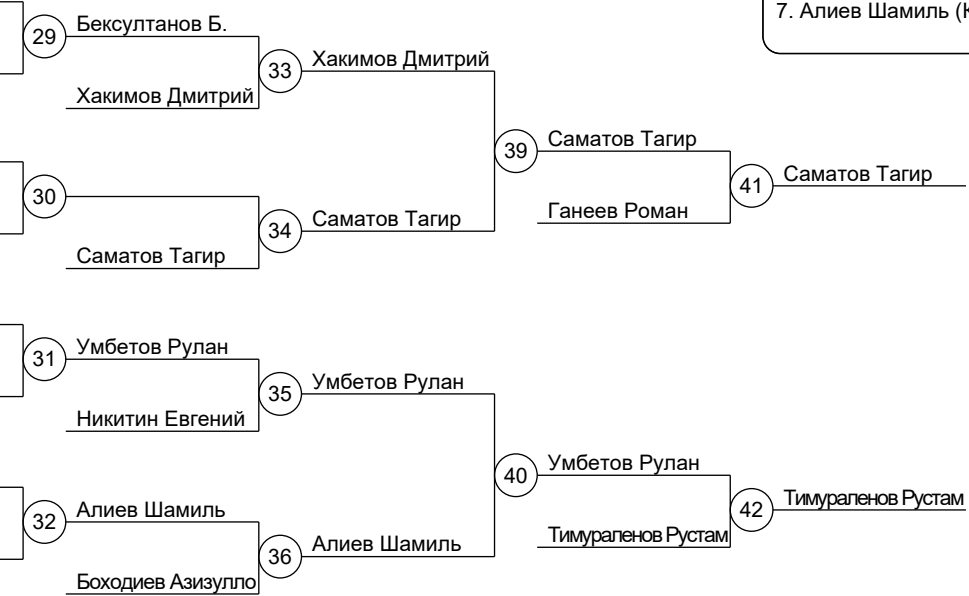 7. Алиев Шамиль (К
29
Бексултанов Б.
33
Хакимов Дмитрий
Хакимов Дмитрий
39
Саматов Тагир
41
Саматов Тагир
30
34
Саматов Тагир
Ганеев Роман
Саматов Тагир
31
Умбетов Рулан
35
Умбетов Рулан
Никитин Евгений
40
Умбетов Рулан
42
Тимураленов Рустам
32
Алиев Шамиль
36
Алиев Шамиль
Тимураленов Рустам
Боходиев Азизулло